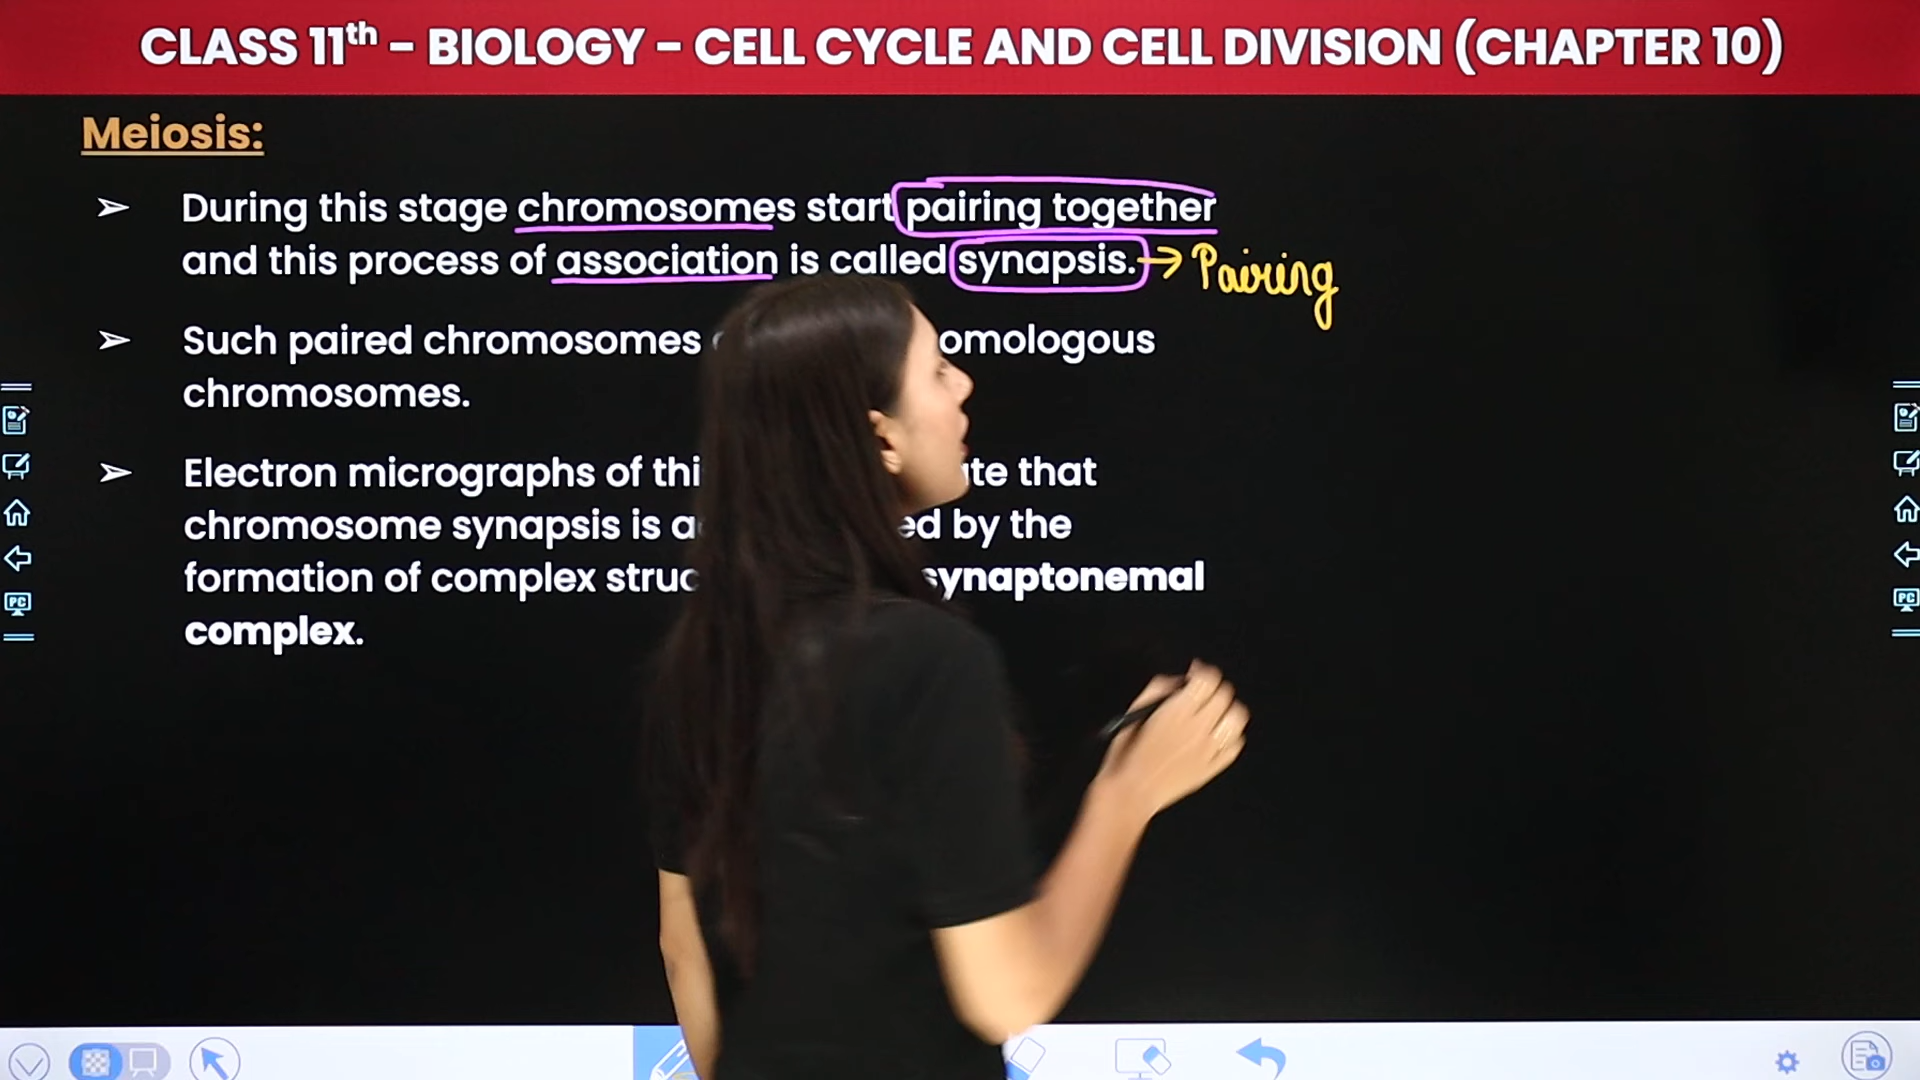 CLASS 11th – BIOLOGY – CELL CYCLE AND CELL DIVISION (CHAPTER 10)
Meiosis:
➢ During this stage chromosomes start pairing together
and this process of association is called synapsis. → Pairing
➢ Such paired chromosomes omologous
chromosomes.
➢ Electron micrographs of thi te that
chromosome synapsis is a ed by the
formation of complex struc synaptonemal
complex.
PC
PC